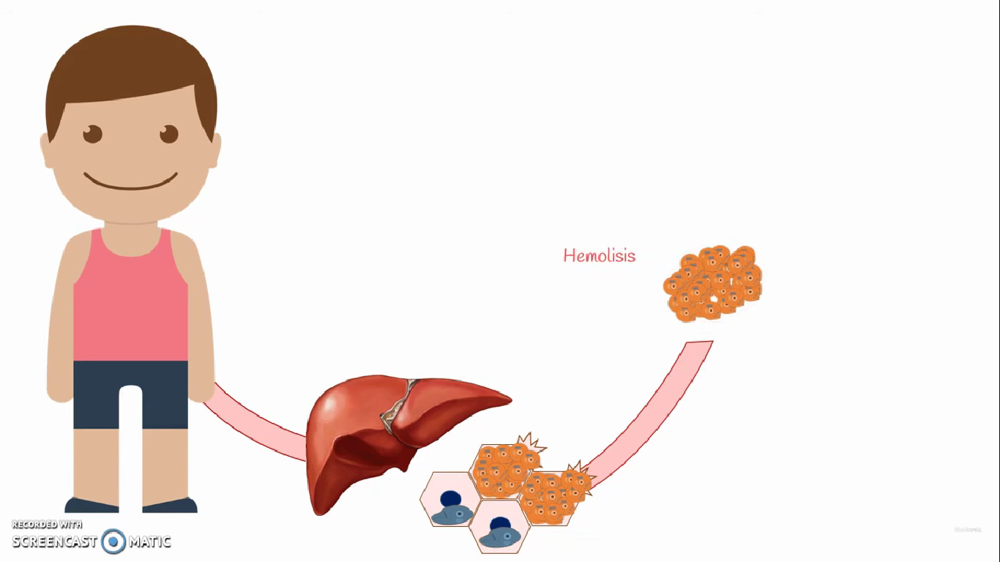 Hemolisis
RECORDED WITH
SCREENCAST MATIC